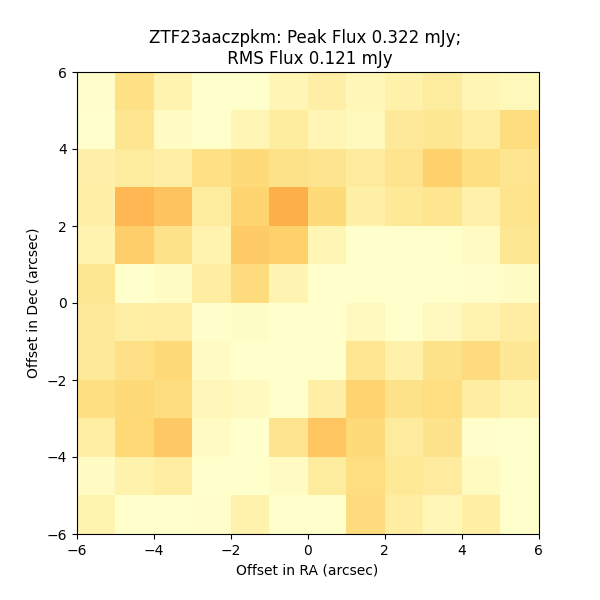 ZTF23aaczpkm: Peak Flux 0.322 mJy;
RMS Flux 0.121 mJy
6
4
2
0
−2
−4
−6
Offset in Dec (arcsec)
−6 −4 −2 0 2 4 6
Offset in RA (arcsec)